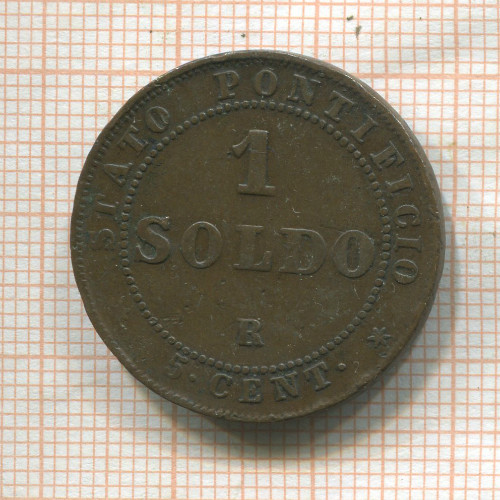 STATO PONTIFICIO
1
SOLDO
R
5·CENT·